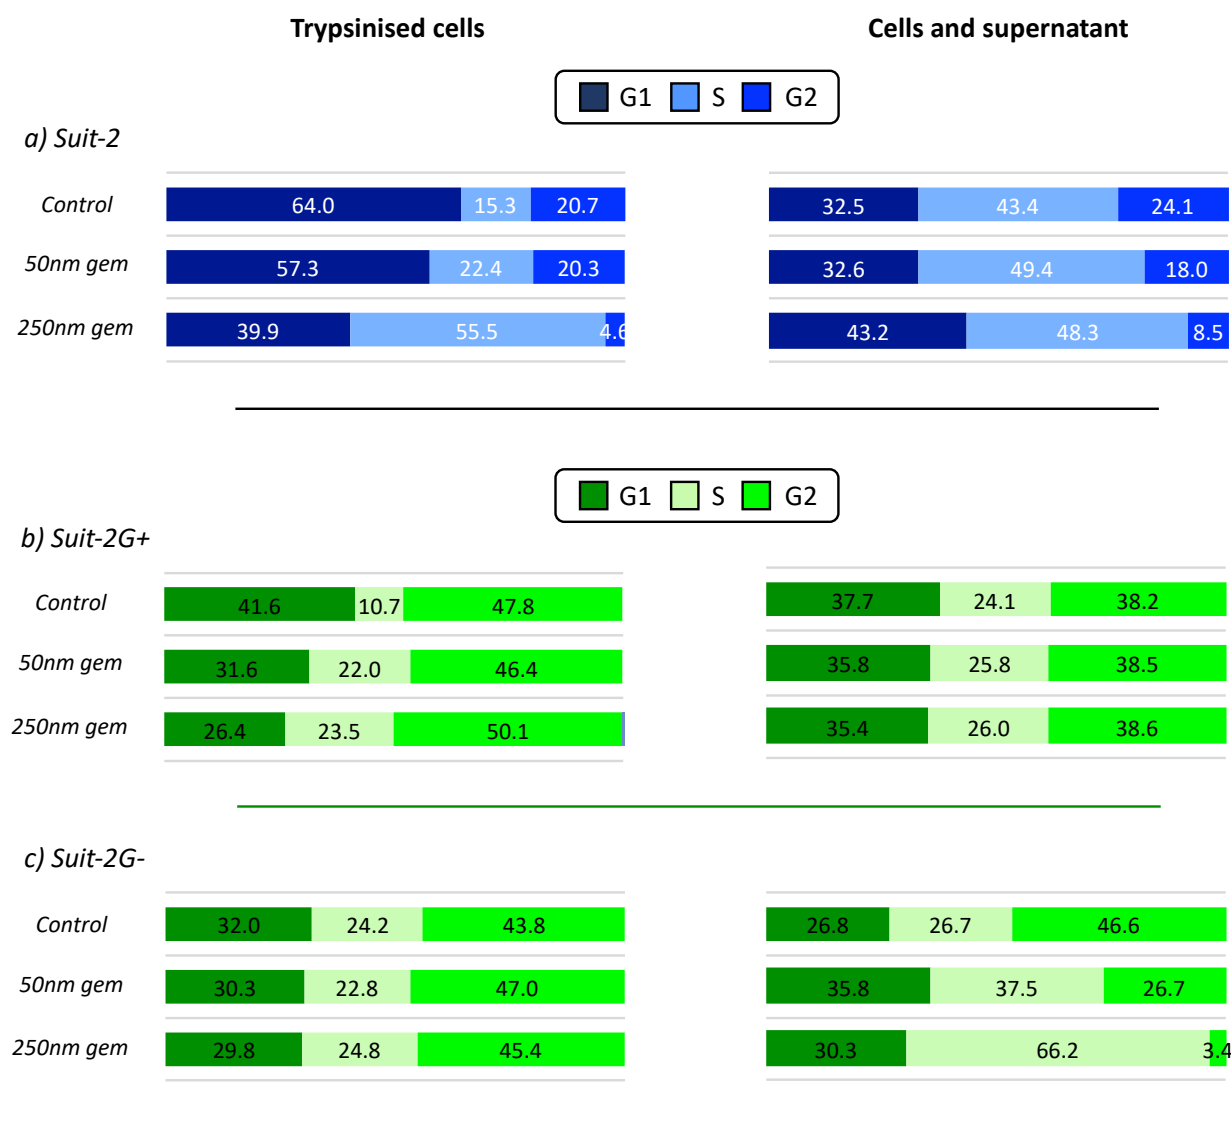 Trypsinised cells Cells and supernatant
G1 S G2
a) Suit-2
Control 64.0 15.3 20.7 32.5 43.4 24.1
50nm gem 57.3 22.4 20.3 32.6 49.4 18.0
250nm gem 39.9 55.5 4.6 43.2 48.3 8.5
G1 S G2
b) Suit-2G+
Control 41.6 10.7 47.8 37.7 24.1 38.2
50nm gem 31.6 22.0 46.4 35.8 25.8 38.5
250nm gem 26.4 23.5 50.1 35.4 26.0 38.6
c) Suit-2G-
Control 32.0 24.2 43.8 26.8 26.7 46.6
50nm gem 30.3 22.8 47.0 35.8 37.5 26.7
250nm gem 29.8 24.8 45.4 30.3 66.2 3.4